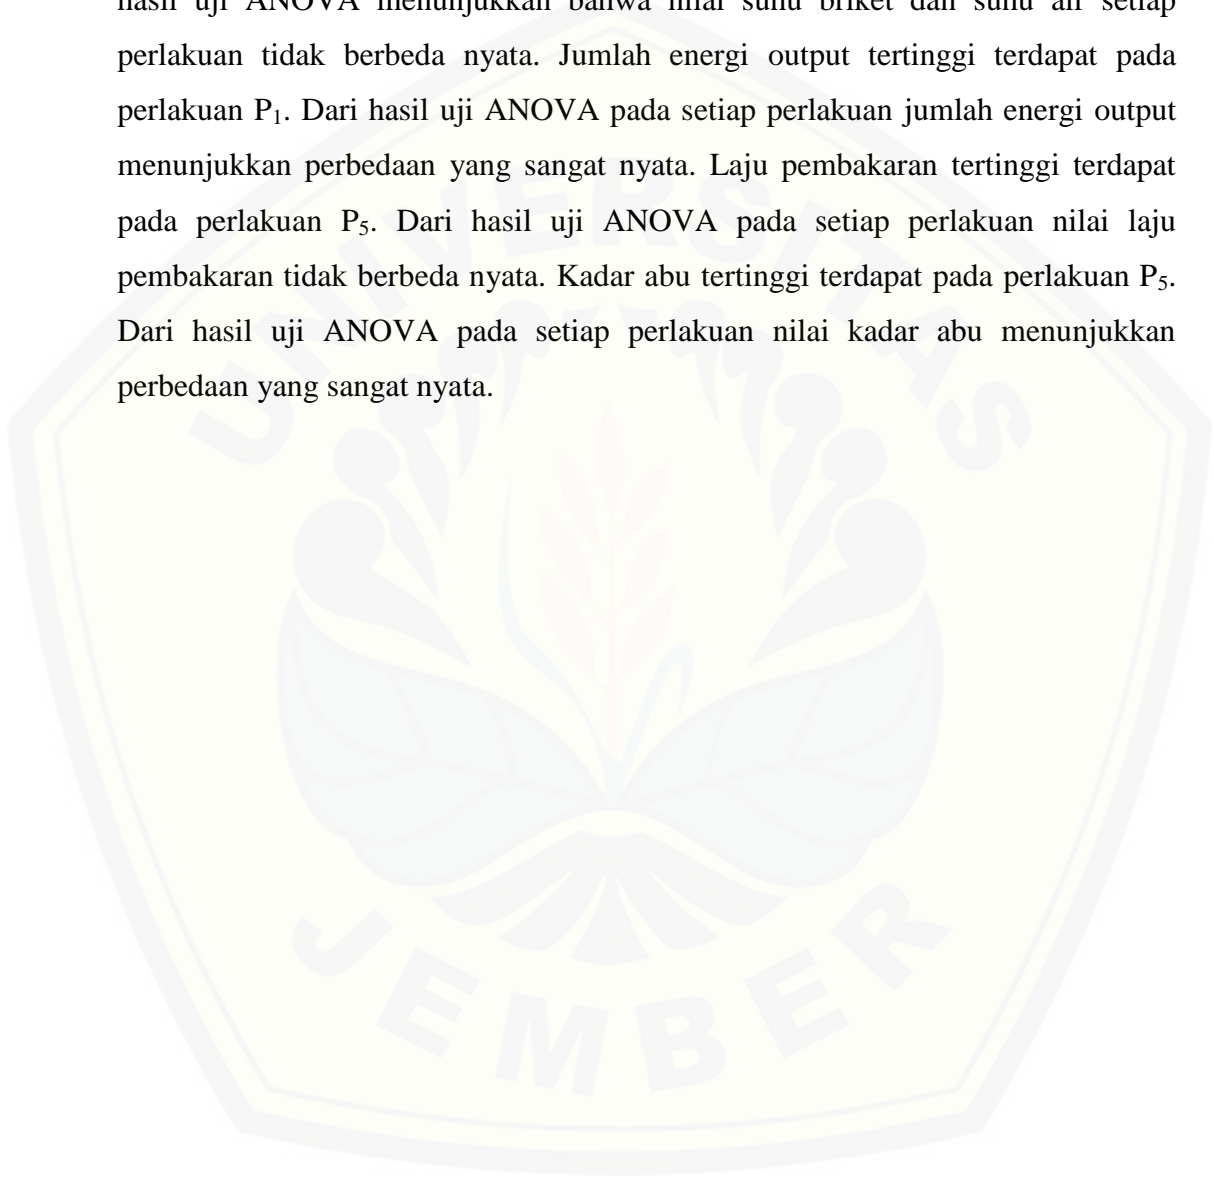 hasil uji ANOVA menunjukkan bahwa nilai suhu briket dan suhu air setiap
perlakuan tidak berbeda nyata. Jumlah energi output tertinggi terdapat pada
perlakuan P₁. Dari hasil uji ANOVA pada setiap perlakuan jumlah energi output
menunjukkan perbedaan yang sangat nyata. Laju pembakaran tertinggi terdapat
pada perlakuan P₅. Dari hasil uji ANOVA pada setiap perlakuan nilai laju
pembakaran tidak berbeda nyata. Kadar abu tertinggi terdapat pada perlakuan P₅.
Dari hasil uji ANOVA pada setiap perlakuan nilai kadar abu menunjukkan
perbedaan yang sangat nyata.
UNIVERSITAS
JEMBER